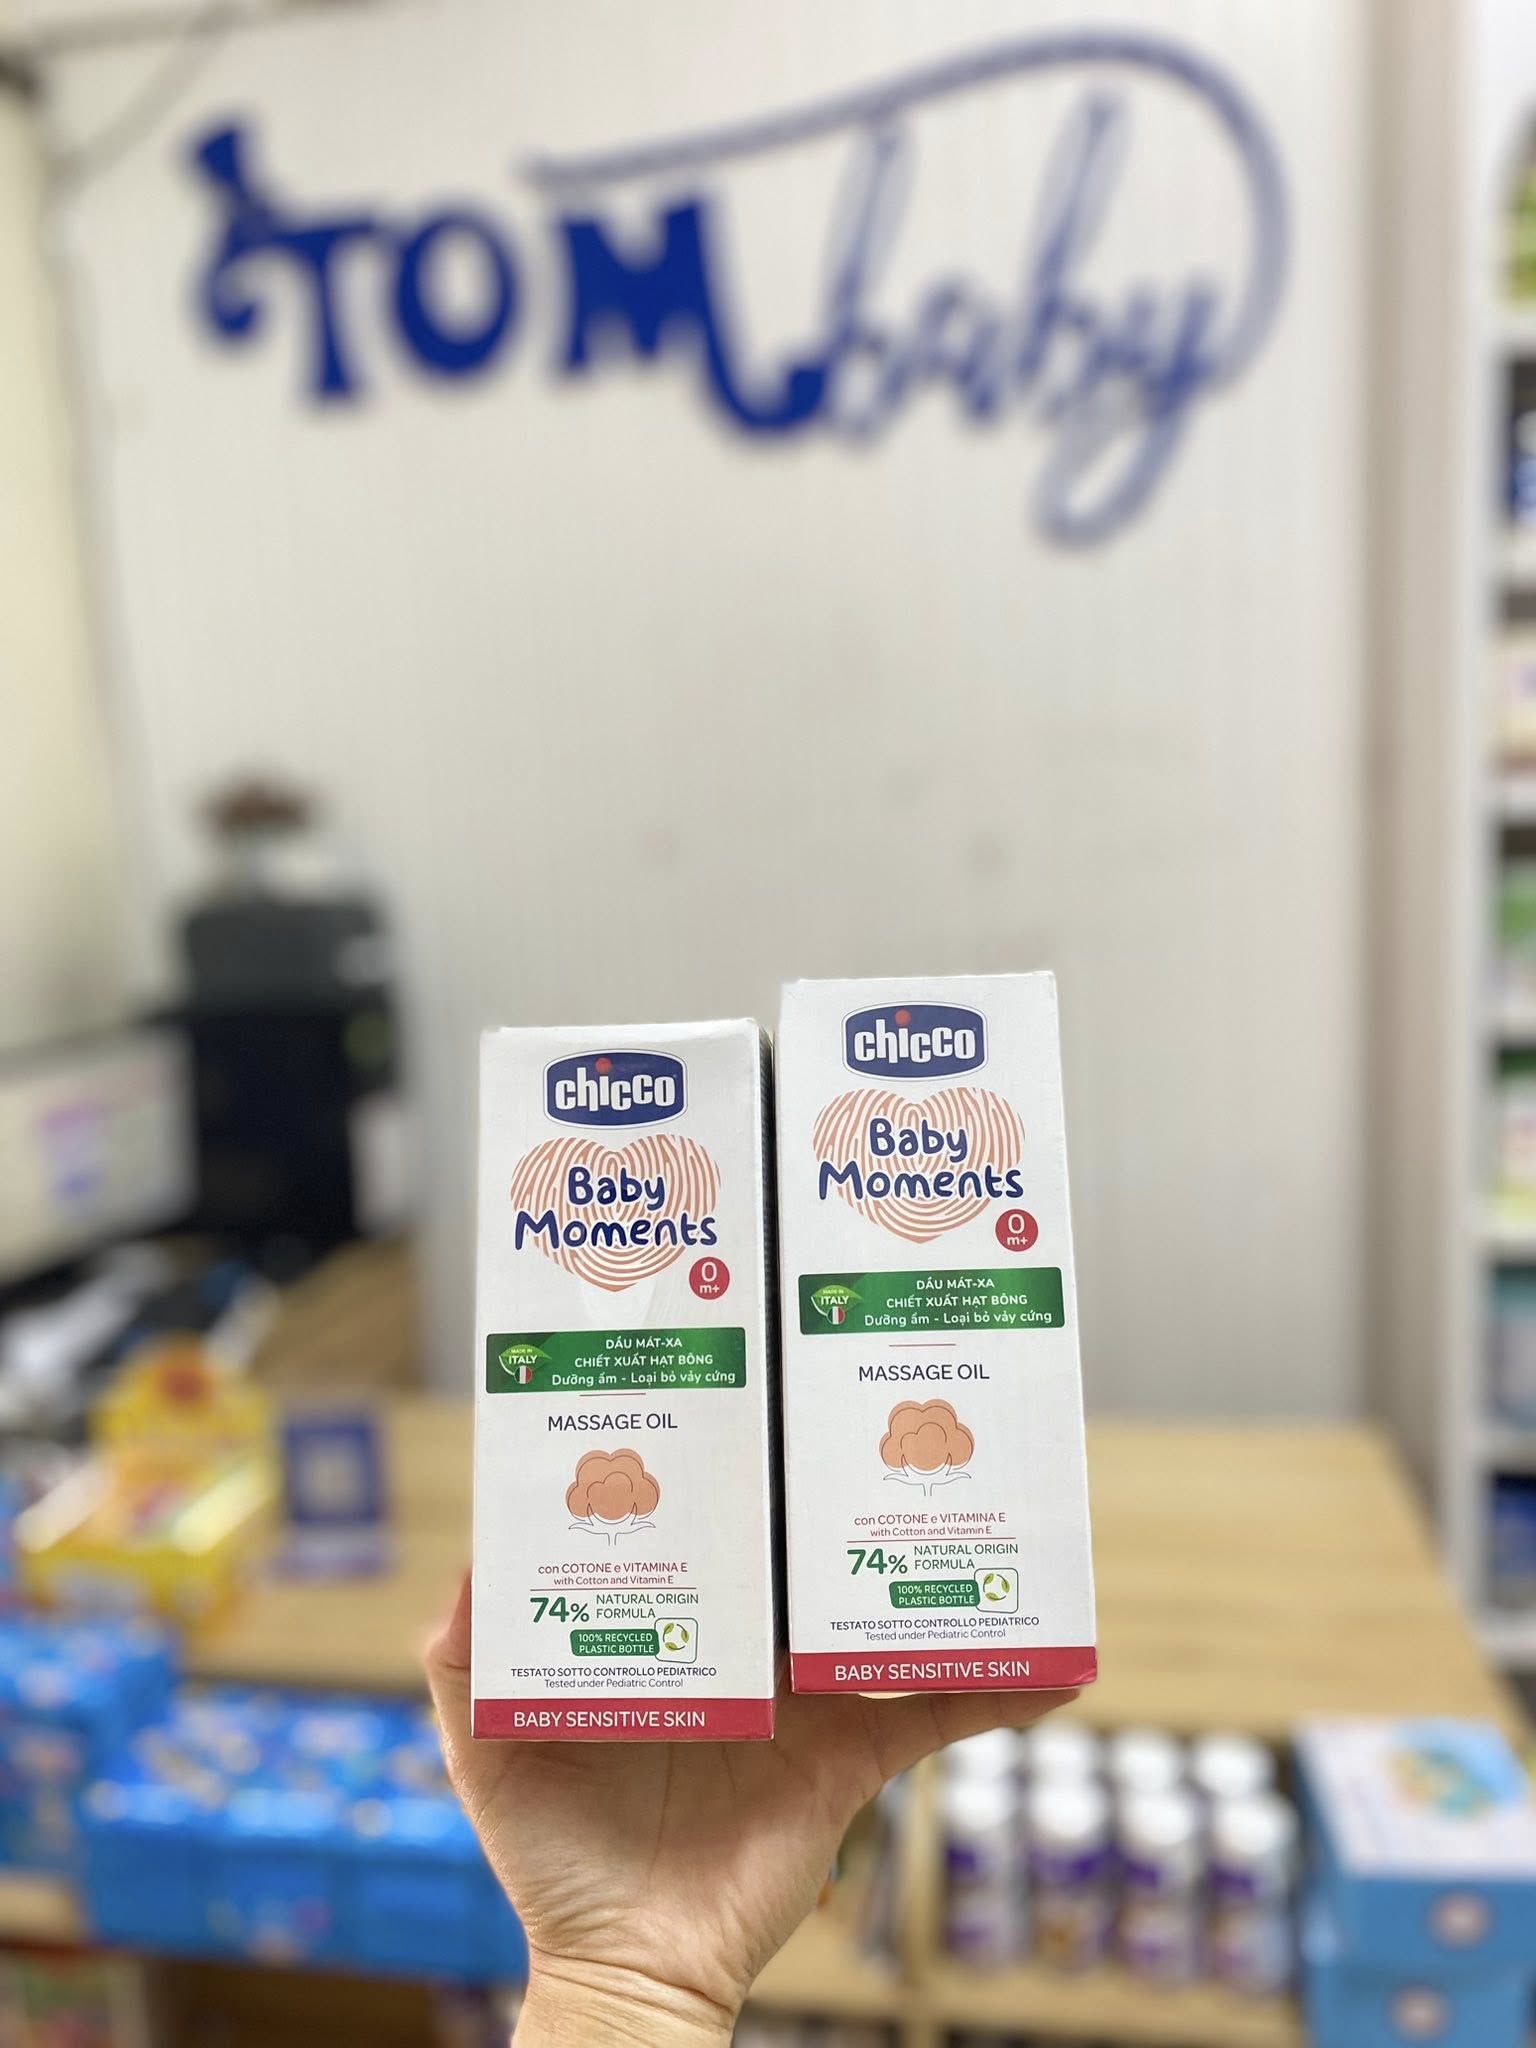 TOM baby
chicco
Baby
Moments
0
m+
MADE IN
ITALY
DẦU MÁT-XA
CHIẾT XUẤT HẠT BÔNG
Dưỡng ẩm - Loại bỏ vảy cứng
MASSAGE OIL
con COTONE e VITAMINA E
with Cotton and Vitamin E
74% NATURAL ORIGIN
FORMULA
100% RECYCLED
PLASTIC BOTTLE
TESTATO SOTTO CONTROLLO PEDIATRICO
Tested under Pediatric Control
BABY SENSITIVE SKIN
chicco
Baby
Moments
0
m+
MADE IN
ITALY
DẦU MÁT-XA
CHIẾT XUẤT HẠT BÔNG
Dưỡng ẩm - Loại bỏ vảy cứng
MASSAGE OIL
con COTONE e VITAMINA E
with Cotton and Vitamin E
74% NATURAL ORIGIN
FORMULA
100% RECYCLED
PLASTIC BOTTLE
TESTATO SOTTO CONTROLLO PEDIATRICO
Tested under Pediatric Control
BABY SENSITIVE SKIN